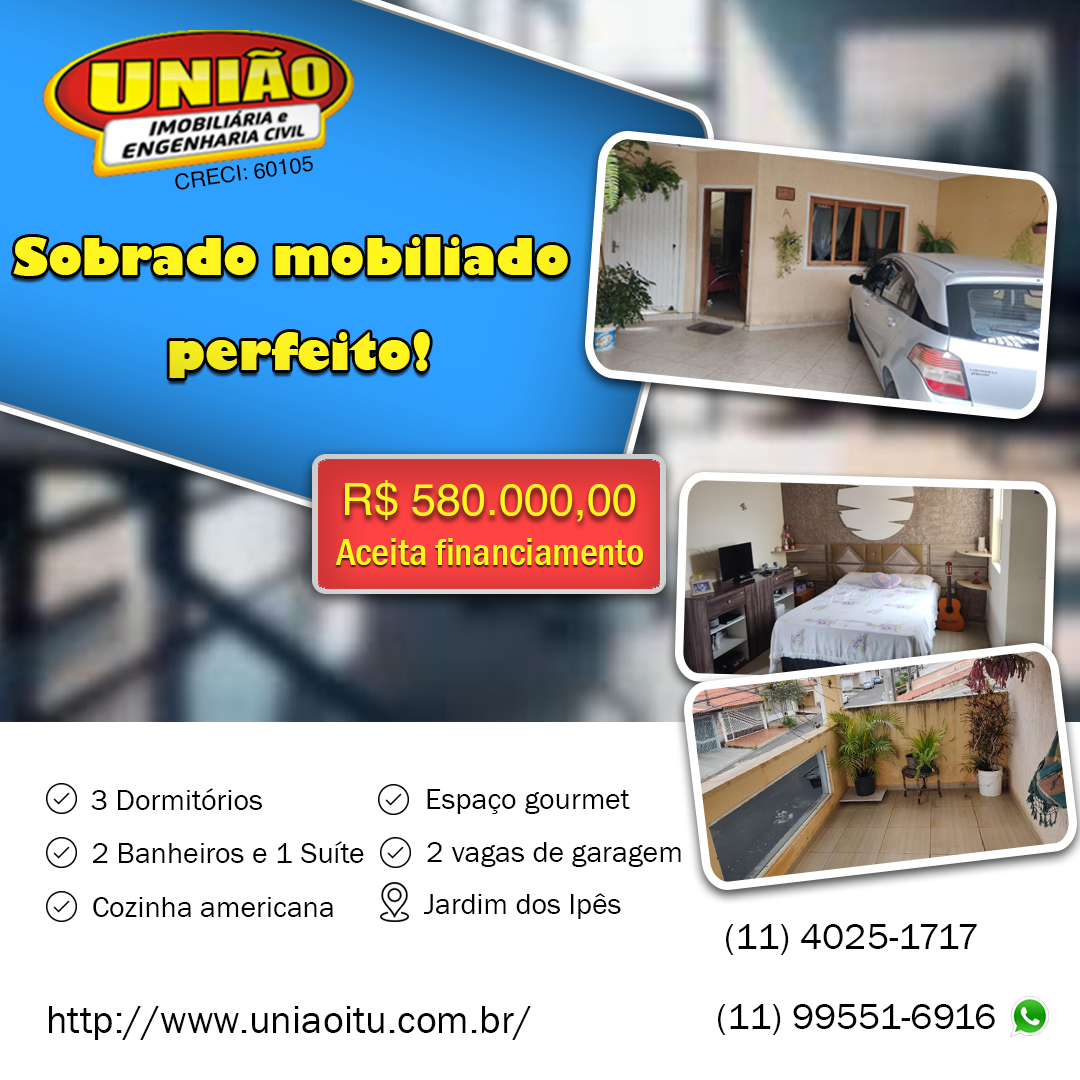 UNIÃO
IMOBILIÁRIA e
ENGENHARIA CIVIL
CRECI: 60105
Sobrado mobiliado
perfeito!
R$ 580.000,00
Aceita financiamento
3 Dormitórios
2 Banheiros e 1 Suíte
Cozinha americana
Espaço gourmet
2 vagas de garagem
Jardim dos Ipês
(11) 4025-1717
http://www.uniaoitu.com.br/
(11) 99551-6916